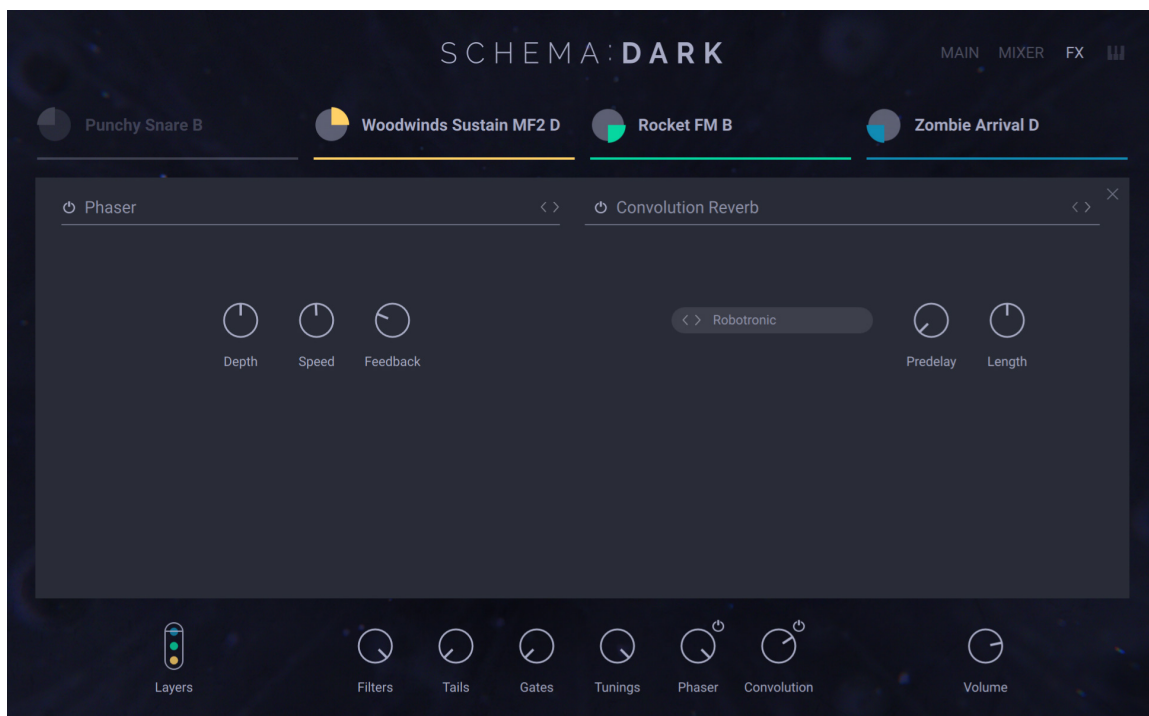 SCHEMA:DARK
MAIN MIXER FX
Punchy Snare B
Woodwinds Sustain MF2 D
Rocket FM B
Zombie Arrival D
Phaser
Convolution Reverb
Robotronic
Depth Speed Feedback
Predelay Length
Layers
Filters Tails Gates Tunings Phaser Convolution
Volume